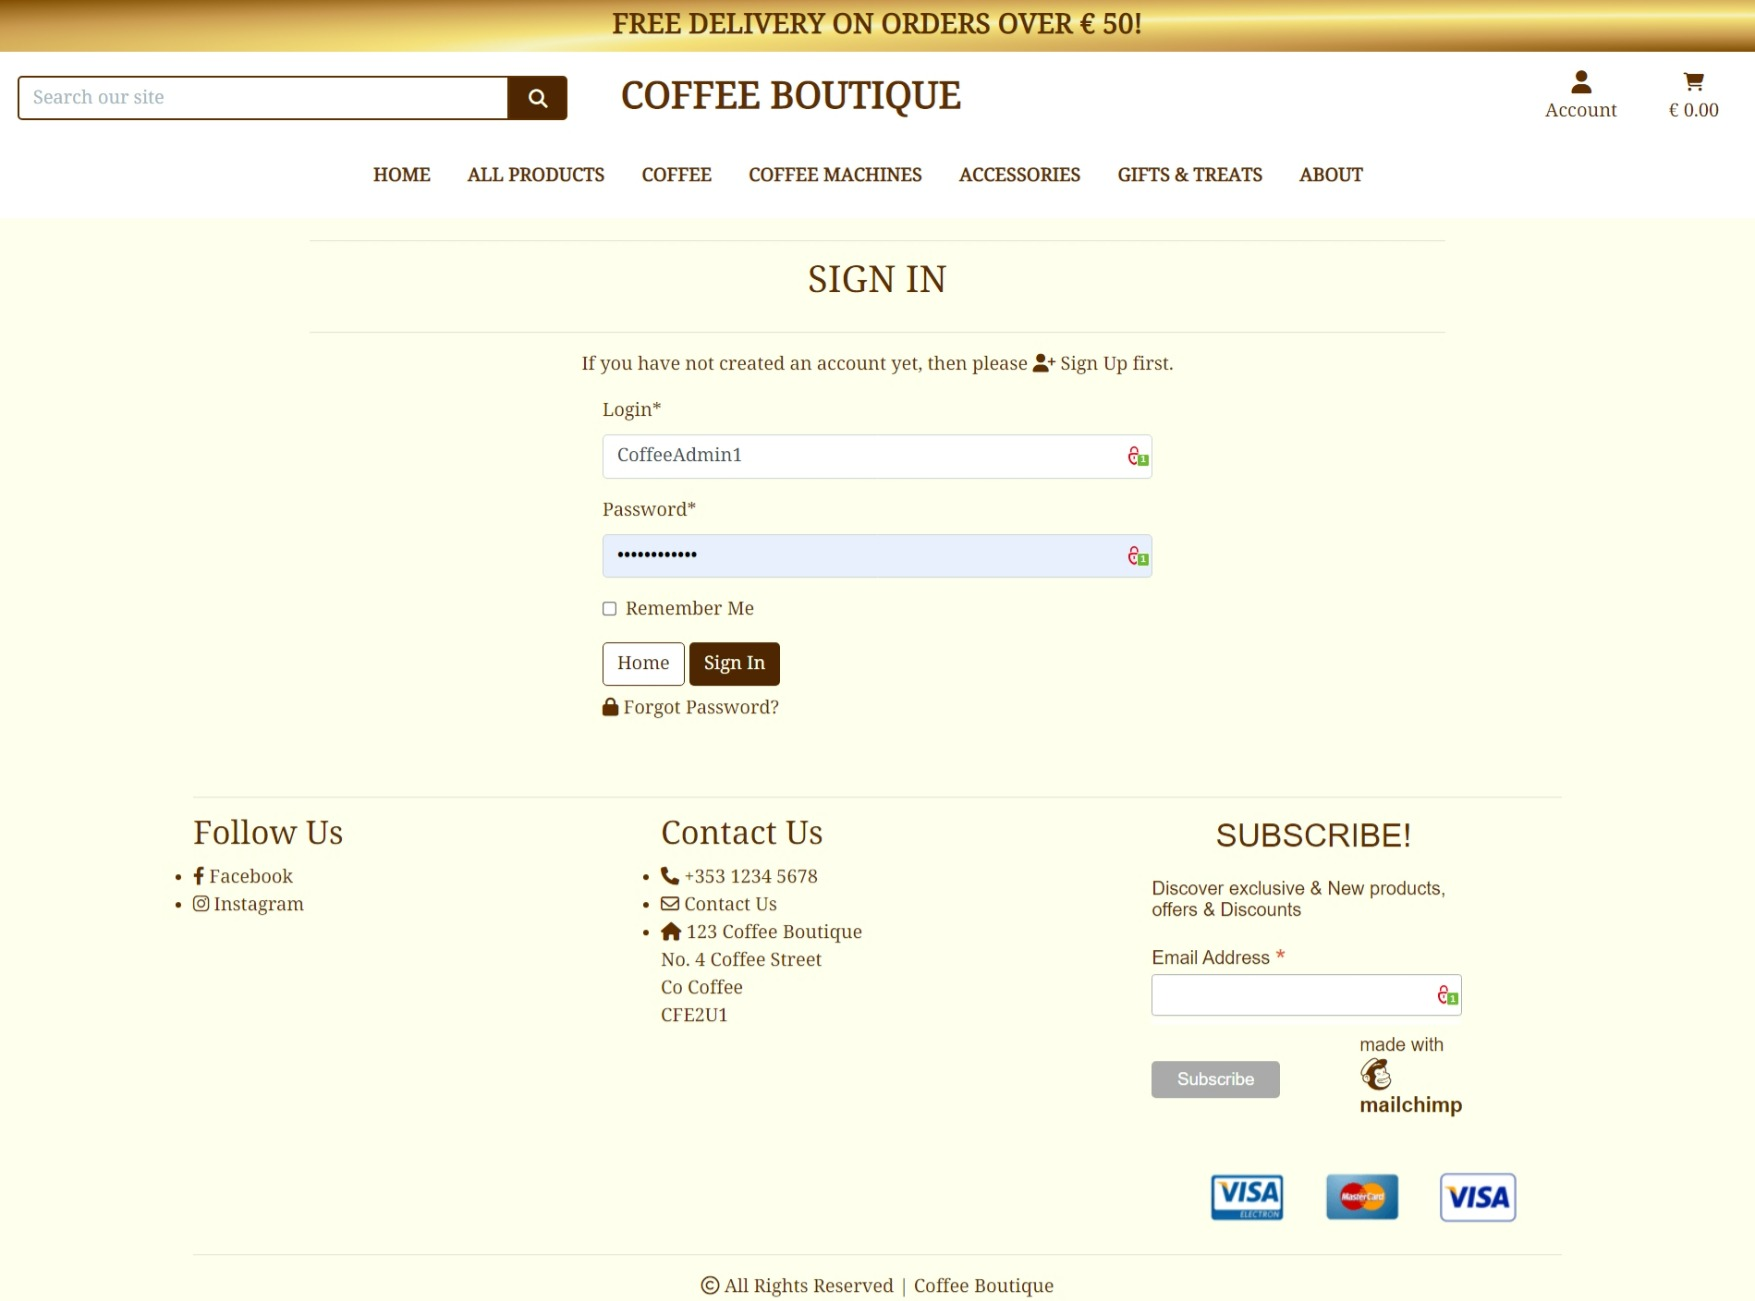 FREE DELIVERY ON ORDERS OVER € 50!
Search our site
COFFEE BOUTIQUE
Account
€ 0.00
HOME ALL PRODUCTS COFFEE COFFEE MACHINES ACCESSORIES GIFTS & TREATS ABOUT
SIGN IN
If you have not created an account yet, then please Sign Up first.
Login*
CoffeeAdmin1
1
Password*
••••••••••••
1
Remember Me
Home Sign In
Forgot Password?
Follow Us
Facebook
Instagram
Contact Us
+353 1234 5678
Contact Us
123 Coffee Boutique
No. 4 Coffee Street
Co Coffee
CFE2U1
SUBSCRIBE!
Discover exclusive & New products,
offers & Discounts
Email Address *
1
Subscribe
made with
mailchimp
VISA
ELECTRON
MasterCard
VISA
© All Rights Reserved | Coffee Boutique